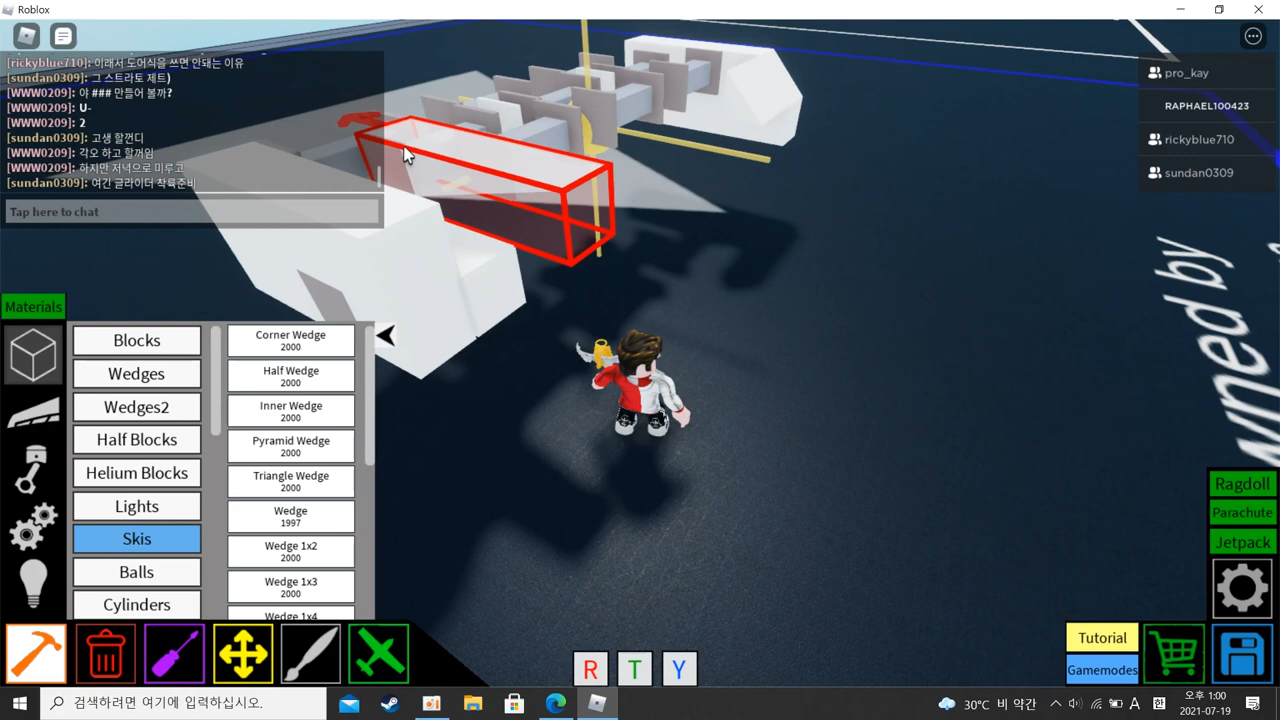 Roblox
[rickyblue710]: 이래서 도어식을 쓰면 안돼는 이유
[sundan0309]: 그 스트라토 제트)
[WWW0209]: 야 ### 만들어 볼까?
[WWW0209]: U-
[WWW0209]: 2
[sundan0309]: 고생 할껀디
[WWW0209]: 각오 하고 할꺼임
[WWW0209]: 하지만 저녁으로 미루고
[sundan0309]: 여긴 글라이더 착륙준비
Tap here to chat
pro_kay
RAPHAEL100423
rickyblue710
sundan0309
wned by
Materials
Blocks
Wedges
Wedges2
Half Blocks
Helium Blocks
Lights
Skis
Balls
Cylinders
Corner Wedge
2000
Half Wedge
2000
Inner Wedge
2000
Pyramid Wedge
2000
Triangle Wedge
2000
Wedge
1997
Wedge 1x2
2000
Wedge 1x3
2000
Wedge 1x4
Ragdoll
Parachute
Jetpack
Tutorial
Gamemodes
R T Y
검색하려면 여기에 입력하십시오.
30°C 비 약간
A
한
오후 1:00
2021-07-19